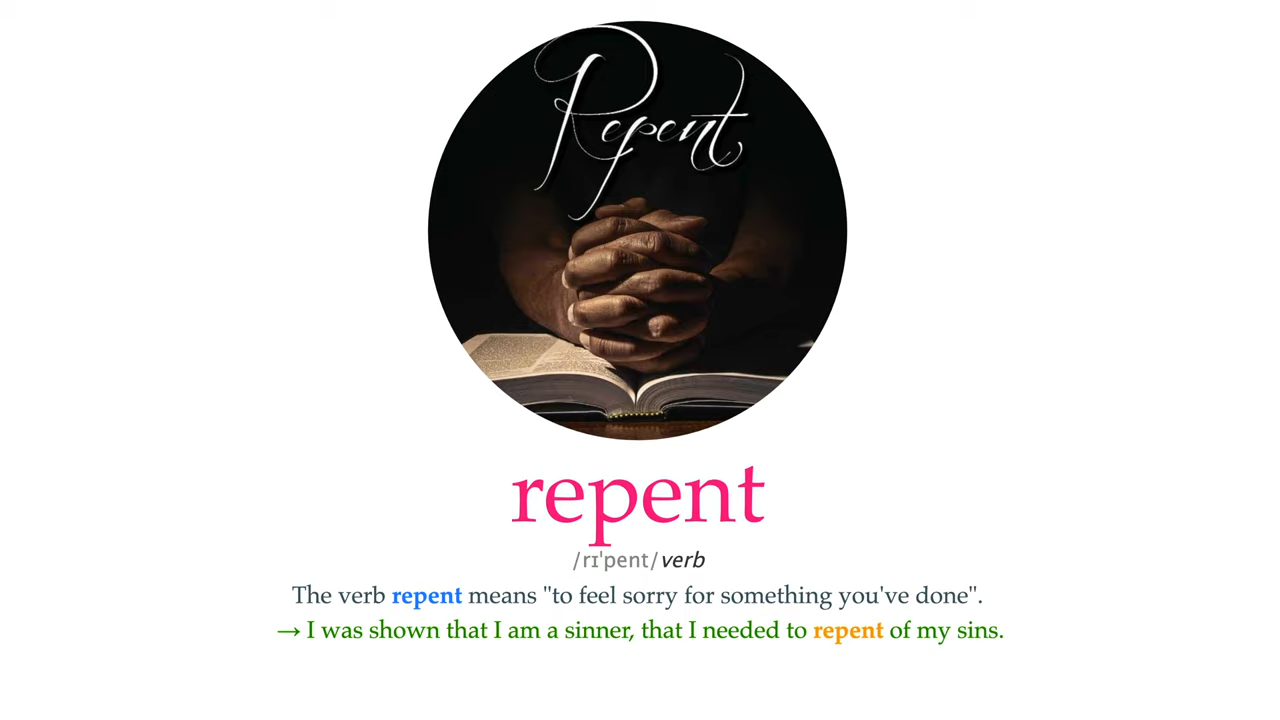 Repent
repent
/rɪˈpent/ verb
The verb repent means "to feel sorry for something you've done".
→ I was shown that I am a sinner, that I needed to repent of my sins.